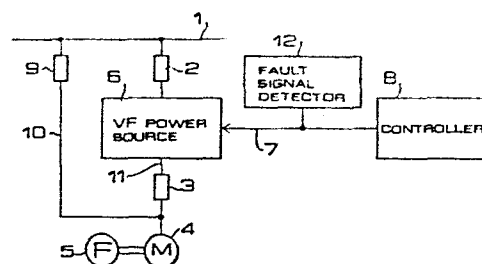 1
12
9
6
2
8
FAULT
SIGNAL
DETECTOR
VF POWER
SOURCE
CONTROLLER
10
7
11
3
4
5
F
M